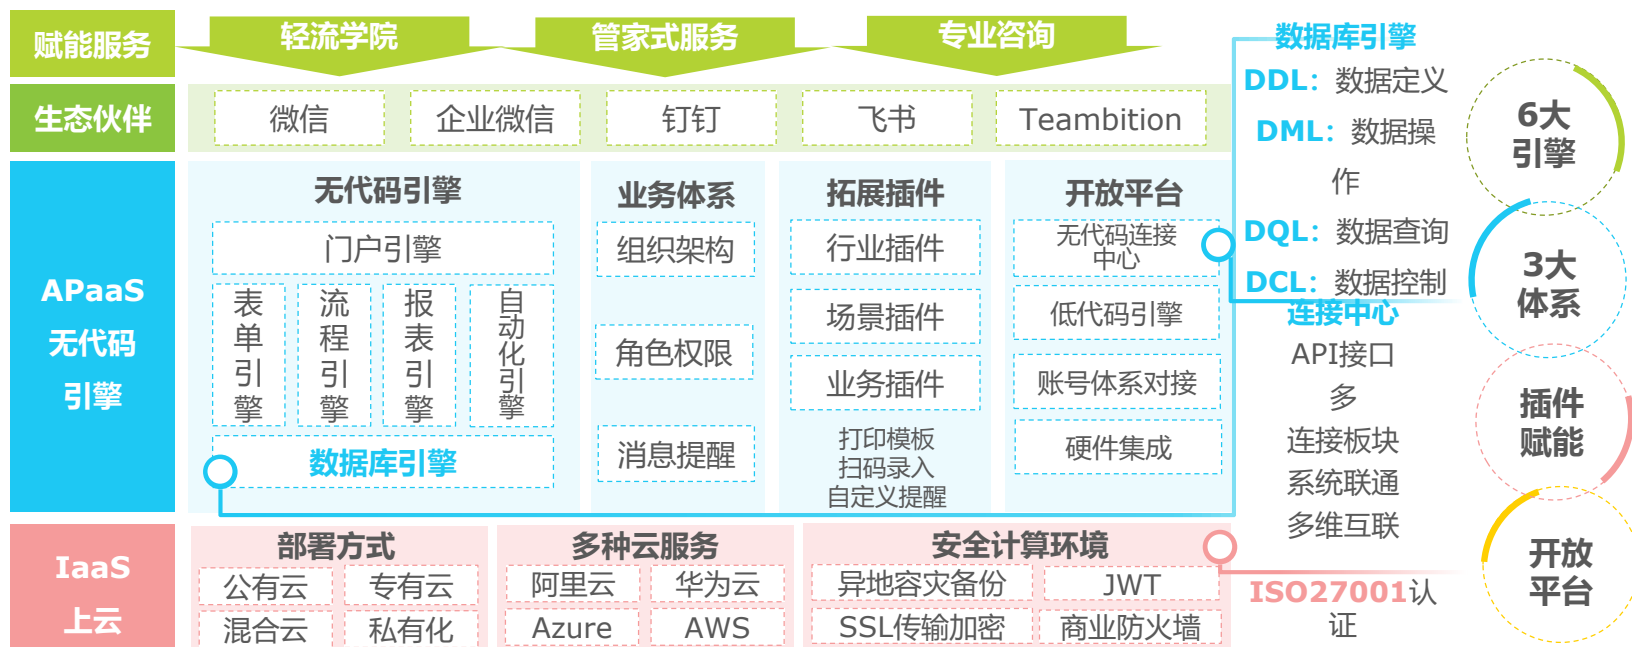 赋能服务
轻流学院
管家式服务
专业咨询
生态伙伴
微信
企业微信
钉钉
飞书
Teambition
APaaS
无代码
引擎
无代码引擎
门户引擎
表单引擎
流程引擎
报表引擎
自动化引擎
数据库引擎
业务体系
组织架构
角色权限
消息提醒
拓展插件
行业插件
场景插件
业务插件
打印模板
扫码录入
自定义提醒
开放平台
无代码连接
中心
低代码引擎
账号体系对接
硬件集成
IaaS
上云
部署方式
公有云
专有云
混合云
私有化
多种云服务
阿里云
华为云
Azure
AWS
安全计算环境
异地容灾备份
JWT
SSL传输加密
商业防火墙
数据库引擎
DDL：数据定义
DML：数据操
作
DQL：数据查询
DCL：数据控制
连接中心
API接口
多
连接板块
系统联通
多维互联
ISO27001认
证
6大
引擎
3大
体系
插件
赋能
开放
平台